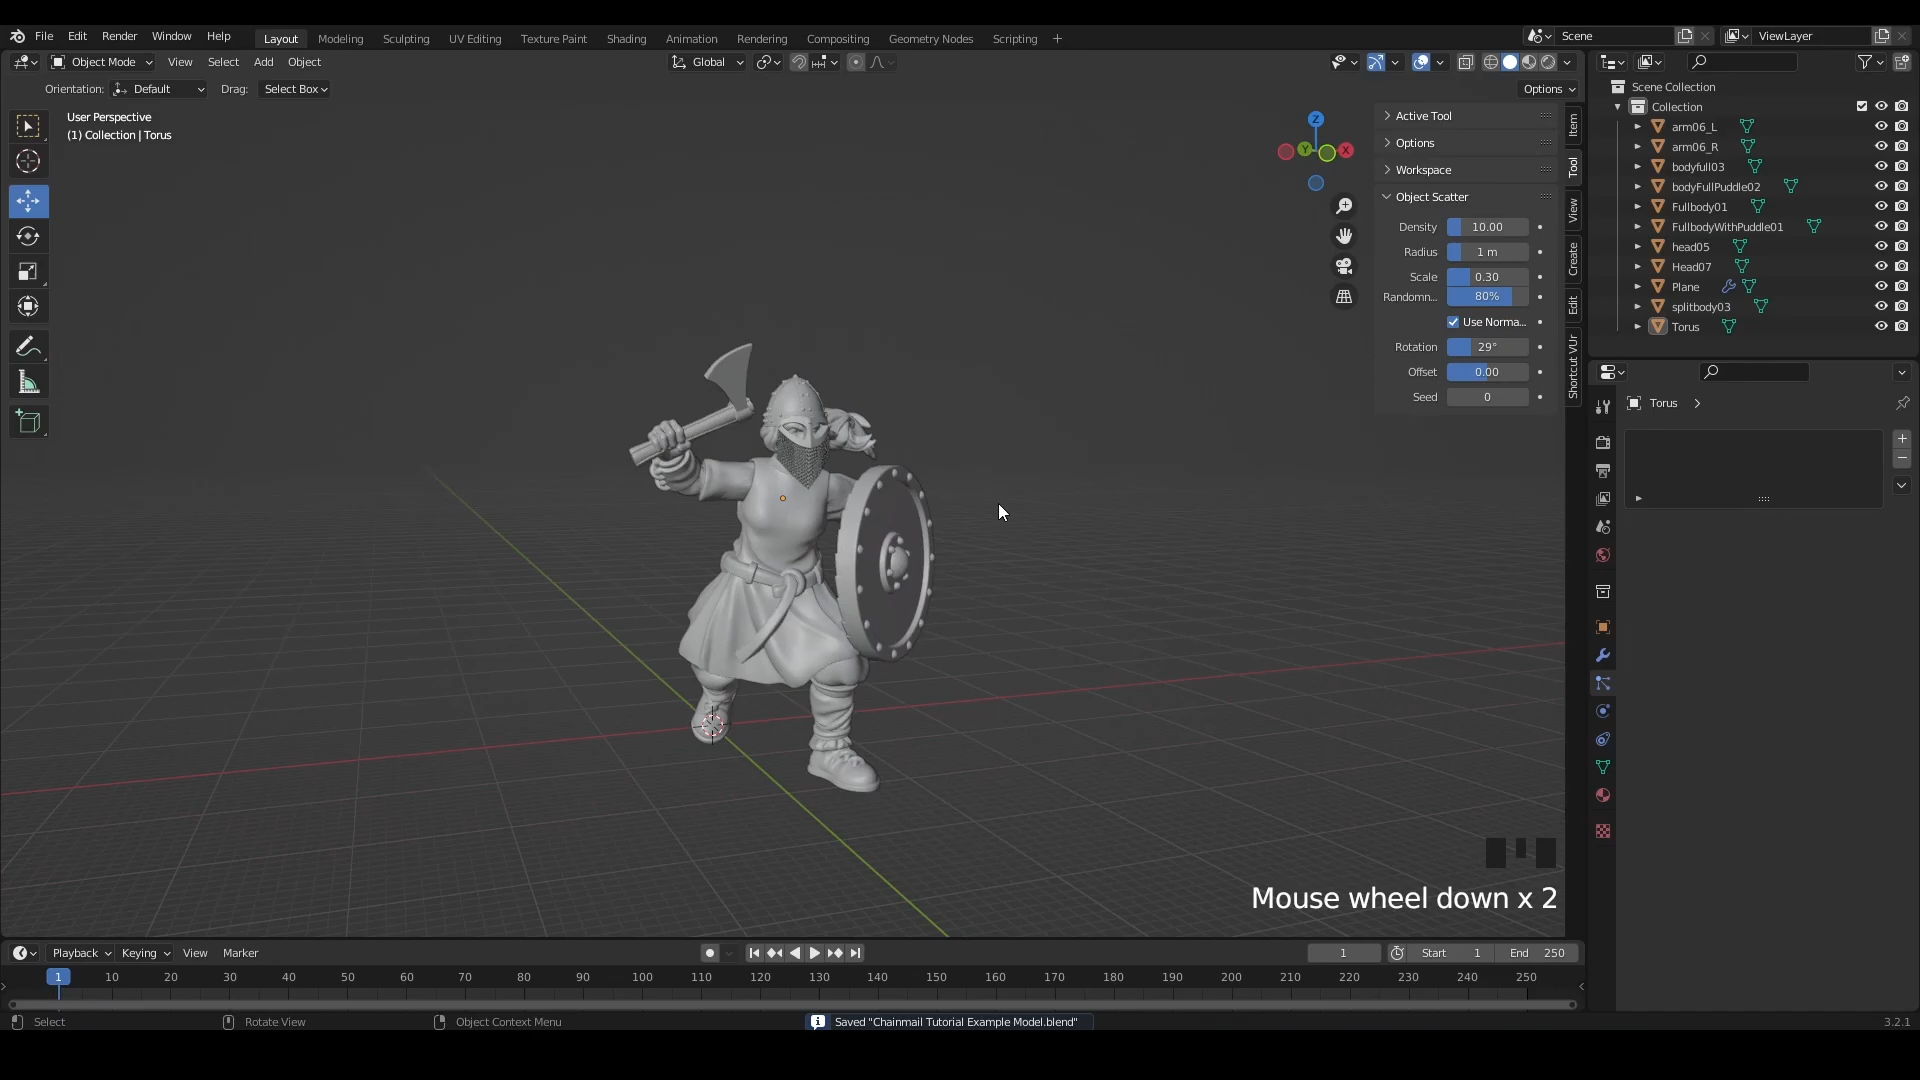 File Edit Render Window Help Layout Modeling Sculpting UV Editing Texture Paint Shading Animation Rendering Compositing Geometry Nodes Scripting + Scene ViewLayer
Object Mode View Select Add Object Global
Orientation: Default Drag: Select Box Options
User Perspective
(1) Collection | Torus
Z
Y
X
Active Tool
Options
Workspace
Object Scatter
Density 10.00
Radius 1 m
Scale 0.30
Randomn... 80%
Use Norma...
Rotation 29°
Offset 0.00
Seed 0
Item
Tool
View
Create
Edit
Shortcut VUr
Scene Collection
Collection
arm06_L
arm06_R
bodyfull03
bodyFullPuddle02
Fullbody01
FullbodyWithPuddle01
head05
Head07
Plane
splitbody03
Torus
Torus
Mouse wheel down x 2
Playback Keying View Marker 1 Start 1 End 250
1 10 20 30 40 50 60 70 80 90 100 110 120 130 140 150 160 170 180 190 200 210 220 230 240 250
Select Rotate View Object Context Menu Saved "Chainmail Tutorial Example Model.blend" 3.2.1